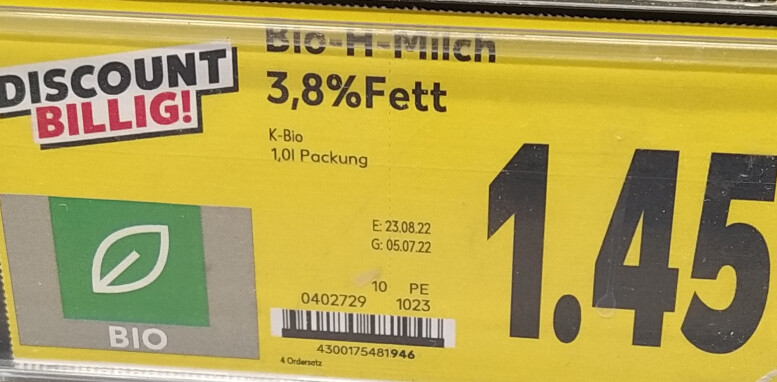 Bio-H-Milch
3,8%Fett
DISCOUNT
BILLIG!
K-Bio
1,0l Packung
1.45
E: 23.08.22
G: 05.07.22
10 PE
0402729 1023
4300175481946
4 Ordersatz
BIO